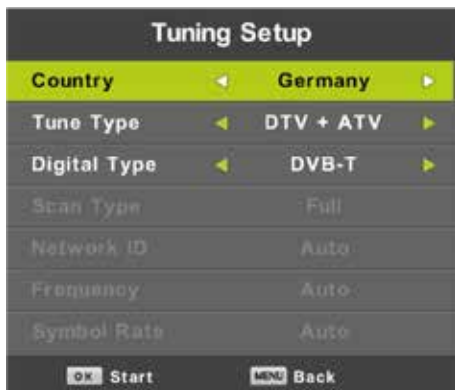 Tuning Setup
Country Germany
Tune Type DTV + ATV
Digital Type DVB-T
Scan Type Full
Network ID Auto
Frequency Auto
Symbol Rate Auto
OK Start MENU Back